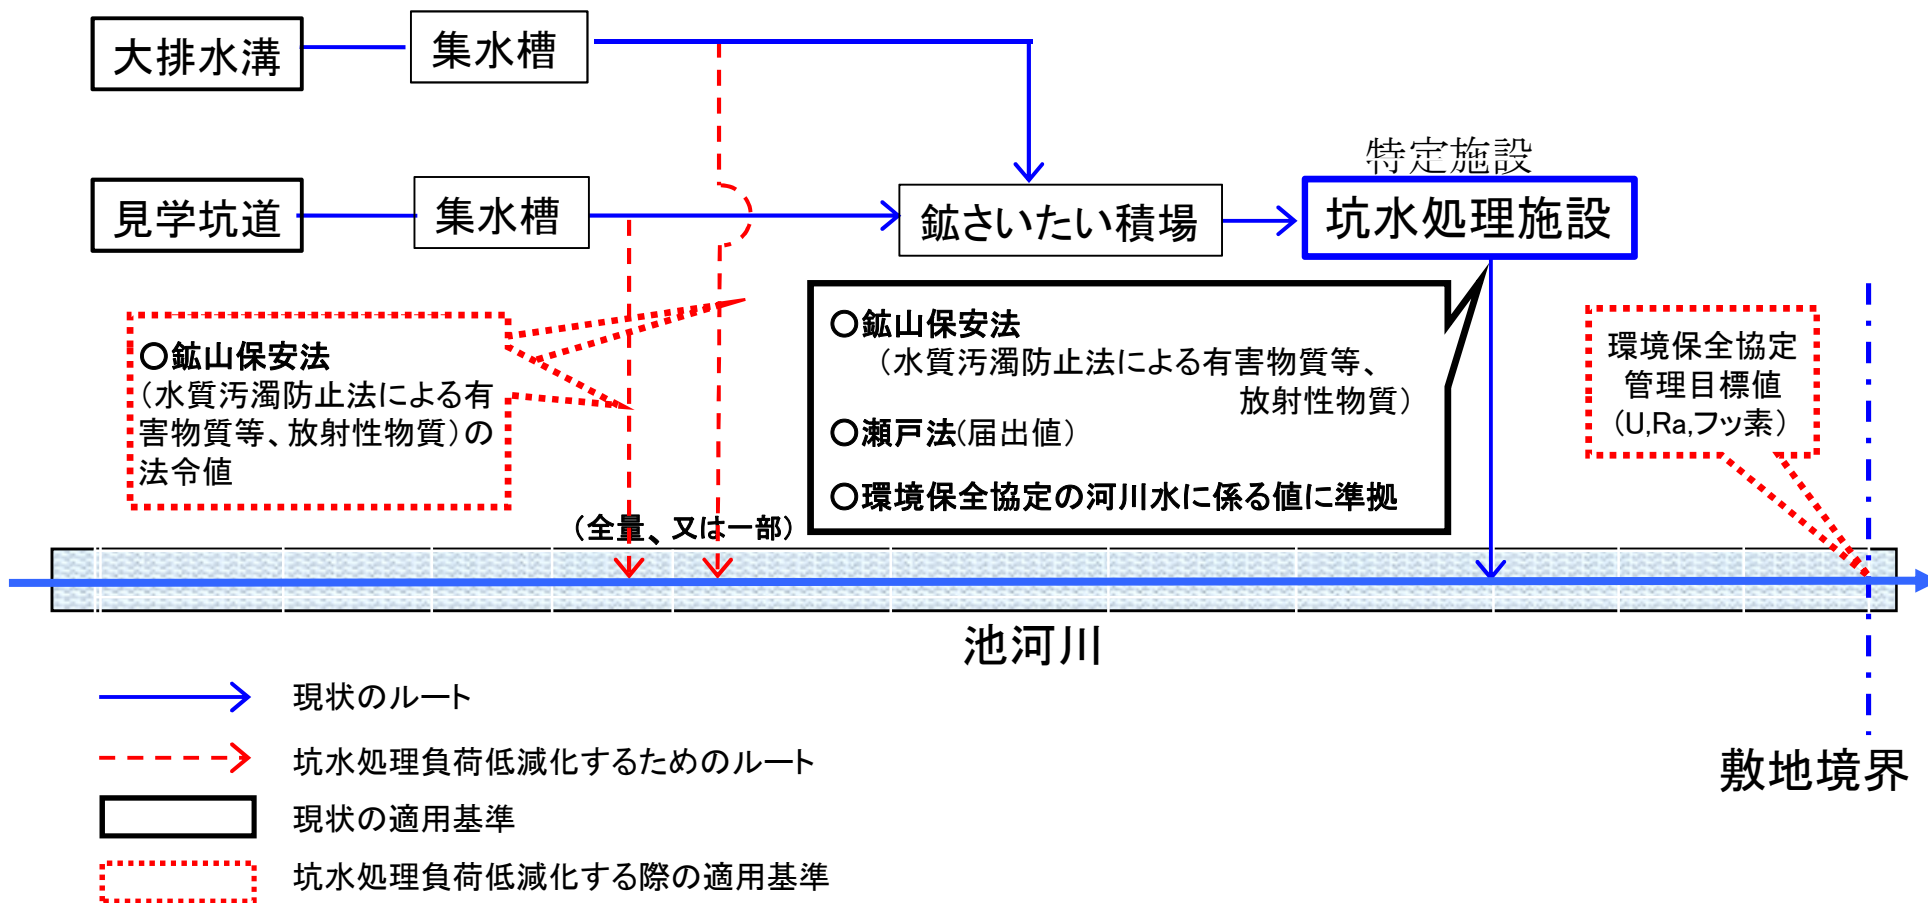 大排水溝
集水槽
特定施設
見学坑道
集水槽
鉱さいたい積場
坑水処理施設
○鉱山保安法
(水質汚濁防止法による有
害物質等、放射性物質)の
法令値
○鉱山保安法
(水質汚濁防止法による有害物質等、
放射性物質)
○瀬戸法(届出値)
○環境保全協定の河川水に係る値に準拠
環境保全協定
管理目標値
(U,Ra,フッ素)
(全量、又は一部)
池河川
敷地境界
現状のルート
坑水処理負荷低減化するためのルート
現状の適用基準
坑水処理負荷低減化する際の適用基準